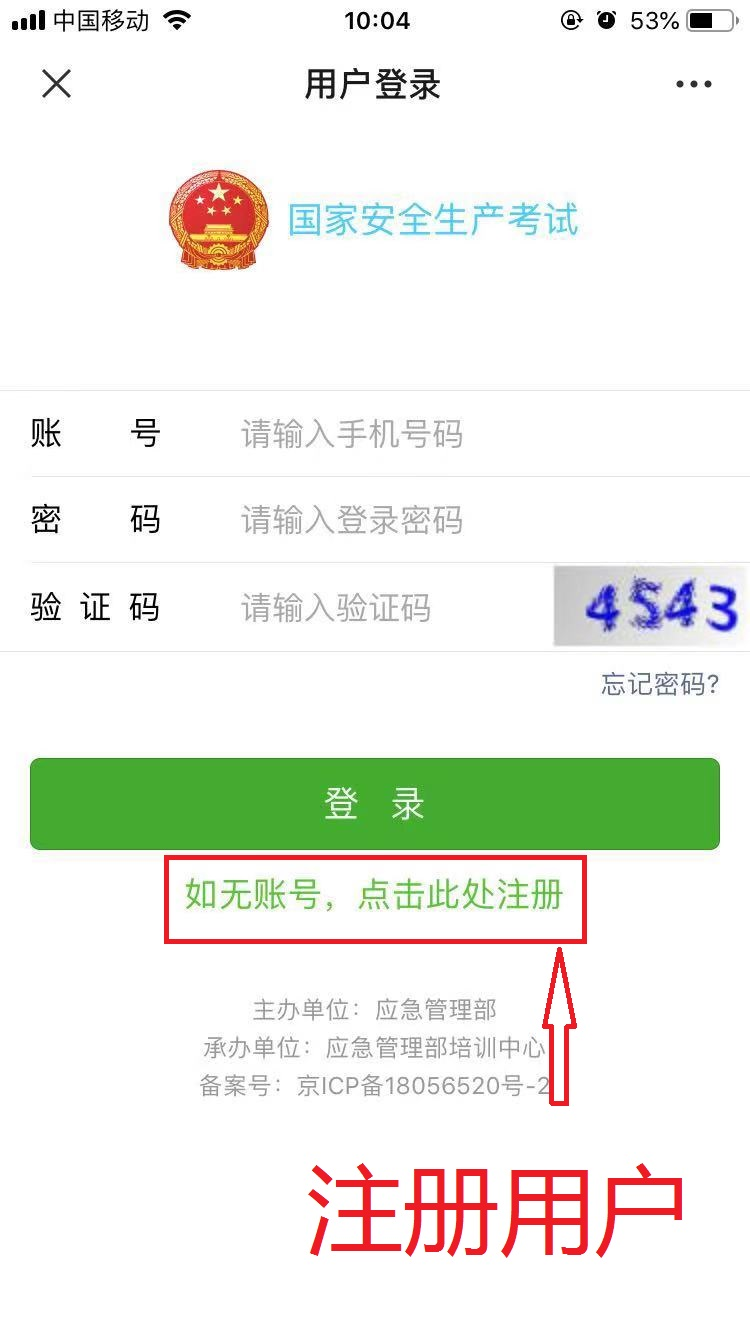 中国移动 10:04 53%
用户登录
国家安全生产考试
账 号 请输入手机号码
密 码 请输入登录密码
验 证 码 请输入验证码 4543
忘记密码?
登 录
如无账号，点击此处注册
主办单位：应急管理部
承办单位：应急管理部培训中心
备案号：京ICP备18056520号-2
注册用户